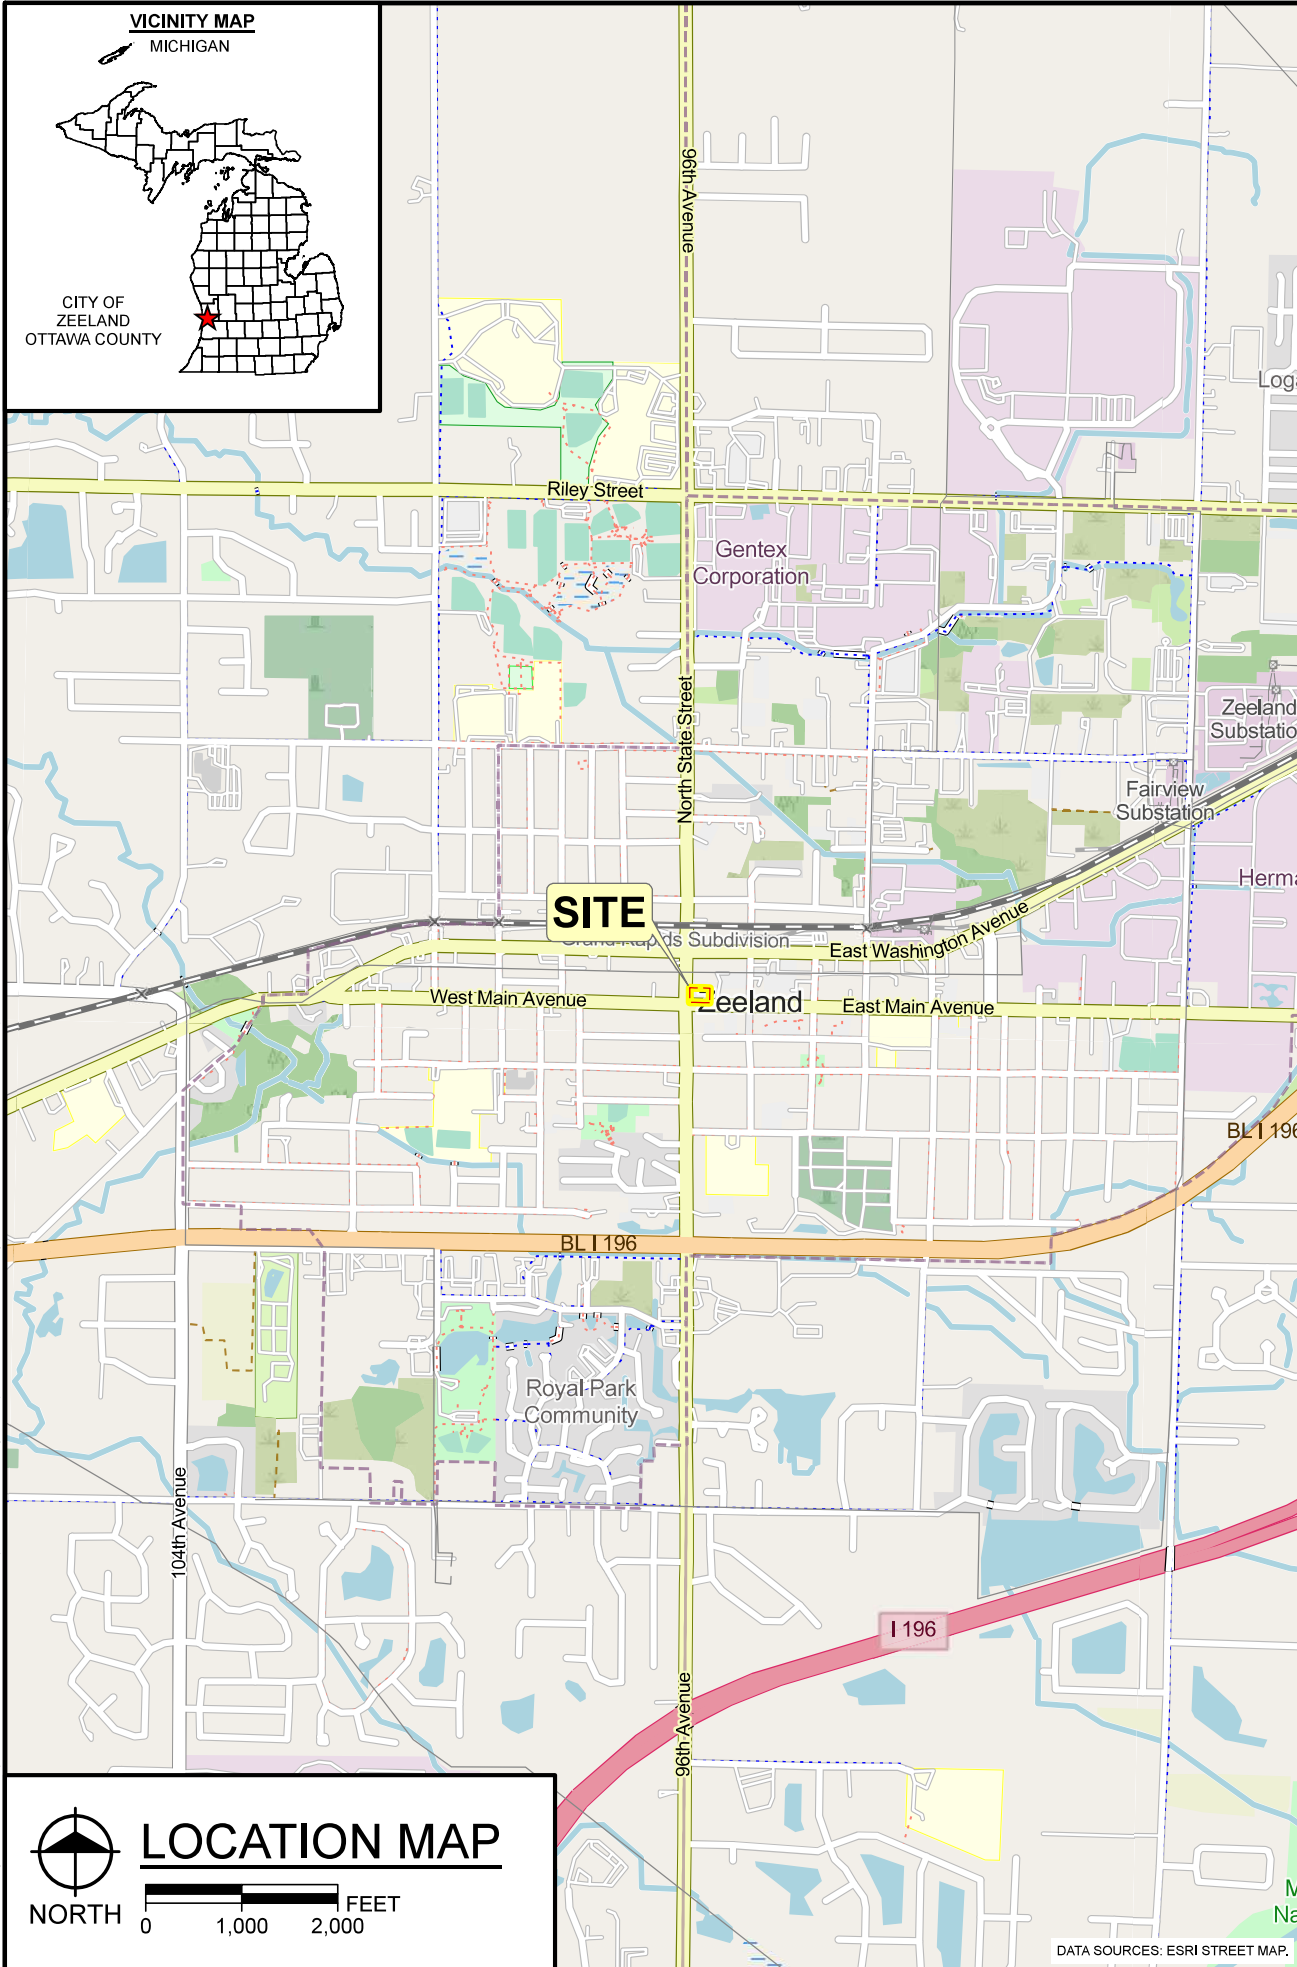 VICINITY MAP
MICHIGAN
CITY OF
ZEELAND
OTTAWA COUNTY
96th Avenue
Loga
Riley Street
Gentex
Corporation
North State Street
Zeeland
Substatio
Fairview
Substation
Herma
SITE
Grand Rapids Subdivision
East Washington Avenue
West Main Avenue
Zeeland
East Main Avenue
BL I 196
BL I 196
Royal Park
Community
104th Avenue
I 196
96th Avenue
LOCATION MAP
NORTH
FEET
0 1,000 2,000
M
Na
DATA SOURCES: ESRI STREET MAP.